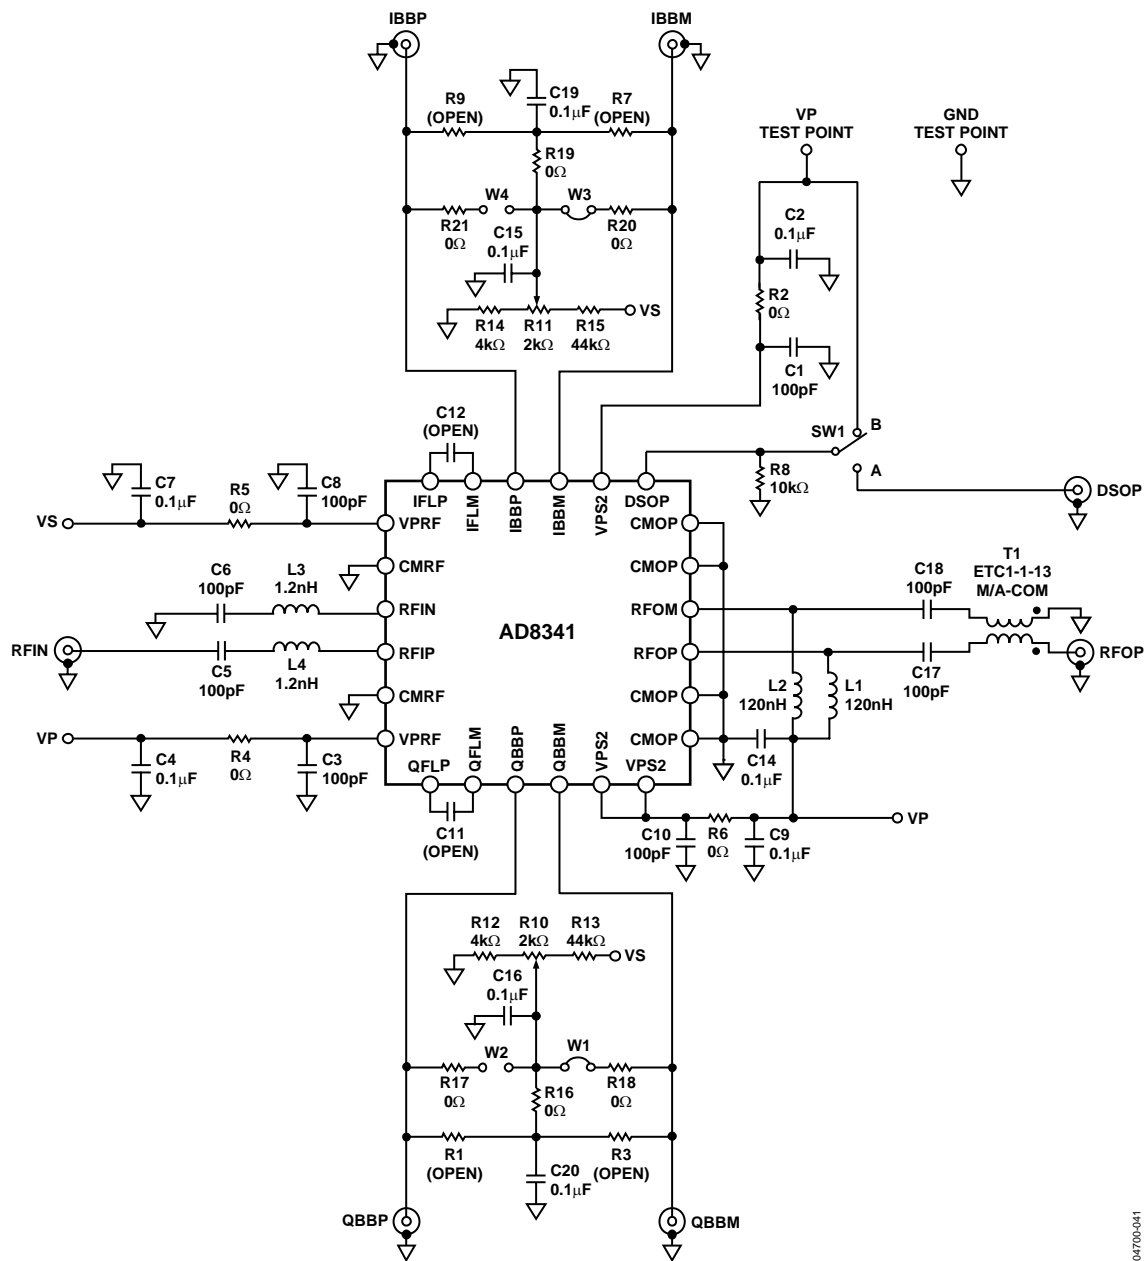 IBBP
IBBM
R9
(OPEN)
C19
0.1µF
R7
(OPEN)
VP
TEST POINT
GND
TEST POINT
R19
0Ω
W4
W3
R21
0Ω
C15
0.1µF
R20
0Ω
C2
0.1µF
R2
0Ω
VS
R14
4kΩ
R11
2kΩ
R15
44kΩ
C1
100pF
C12
(OPEN)
SW1
B
A
R8
10kΩ
DSOP
C7
0.1µF
R5
0Ω
C8
100pF
VS
IFLP
IFLM
IBBP
IBBM
VPS2
DSOP
VPRF
CMOP
CMRF
CMOP
C6
100pF
L3
1.2nH
RFIN
RFOM
C18
100pF
T1
ETC1-1-13
M/A-COM
AD8341
RFIN
C5
100pF
L4
1.2nH
RFIP
RFOP
C17
100pF
RFOP
CMRF
CMOP
L2
120nH
L1
120nH
VP
VPRF
CMOP
C4
0.1µF
R4
0Ω
C3
100pF
C14
0.1µF
QFLP
QFLM
QBBP
QBBM
VPS2
VPS2
C11
(OPEN)
C10
100pF
R6
0Ω
C9
0.1µF
VP
R12
4kΩ
R10
2kΩ
R13
44kΩ
VS
C16
0.1µF
W2
W1
R17
0Ω
R16
0Ω
R18
0Ω
R1
(OPEN)
C20
0.1µF
R3
(OPEN)
QBBP
QBBM
04700-041